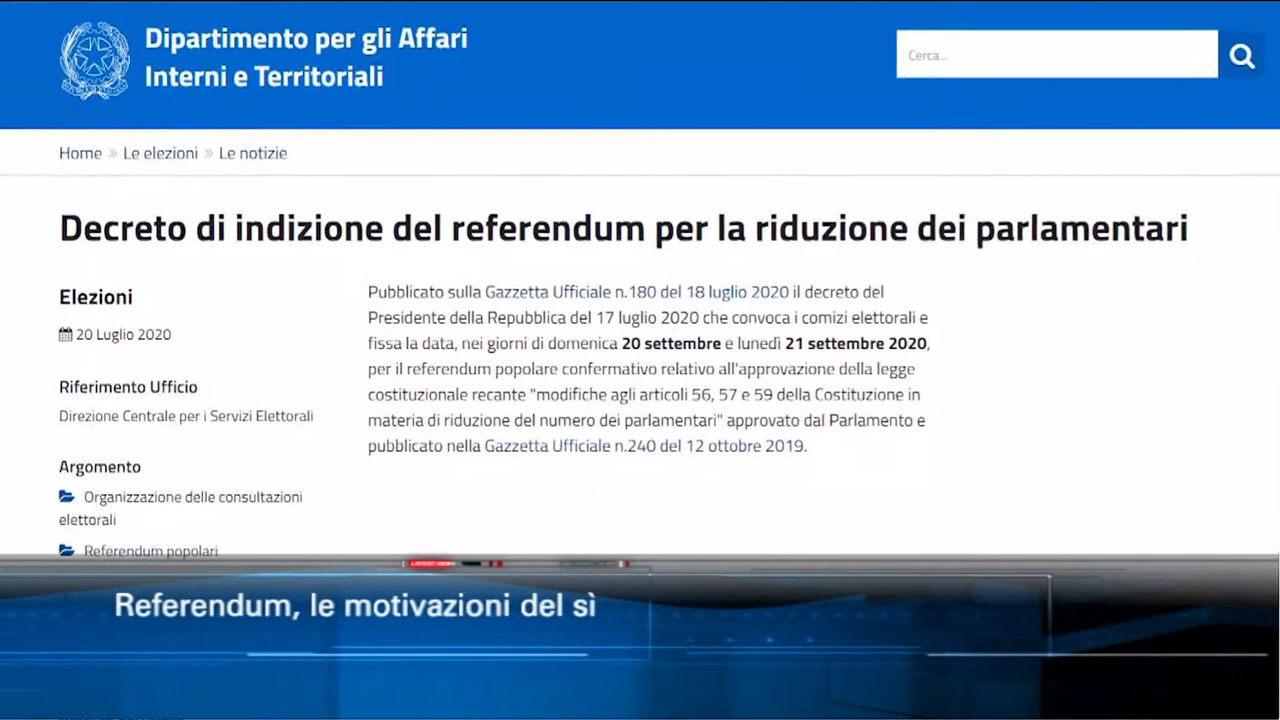 Dipartimento per gli Affari
Interni e Territoriali
Cerca...
Home » Le elezioni » Le notizie
Decreto di indizione del referendum per la riduzione dei parlamentari
Elezioni
20 Luglio 2020
Riferimento Ufficio
Direzione Centrale per i Servizi Elettorali
Argomento
Organizzazione delle consultazioni
elettorali
Referendum popolari
Pubblicato sulla Gazzetta Ufficiale n.180 del 18 luglio 2020 il decreto del
Presidente della Repubblica del 17 luglio 2020 che convoca i comizi elettorali e
fissa la data, nei giorni di domenica 20 settembre e lunedì 21 settembre 2020,
per il referendum popolare confermativo relativo all'approvazione della legge
costituzionale recante "modifiche agli articoli 56, 57 e 59 della Costituzione in
materia di riduzione del numero dei parlamentari" approvato dal Parlamento e
pubblicato nella Gazzetta Ufficiale n.240 del 12 ottobre 2019.
LATEST NEWS
Referendum, le motivazioni del sì